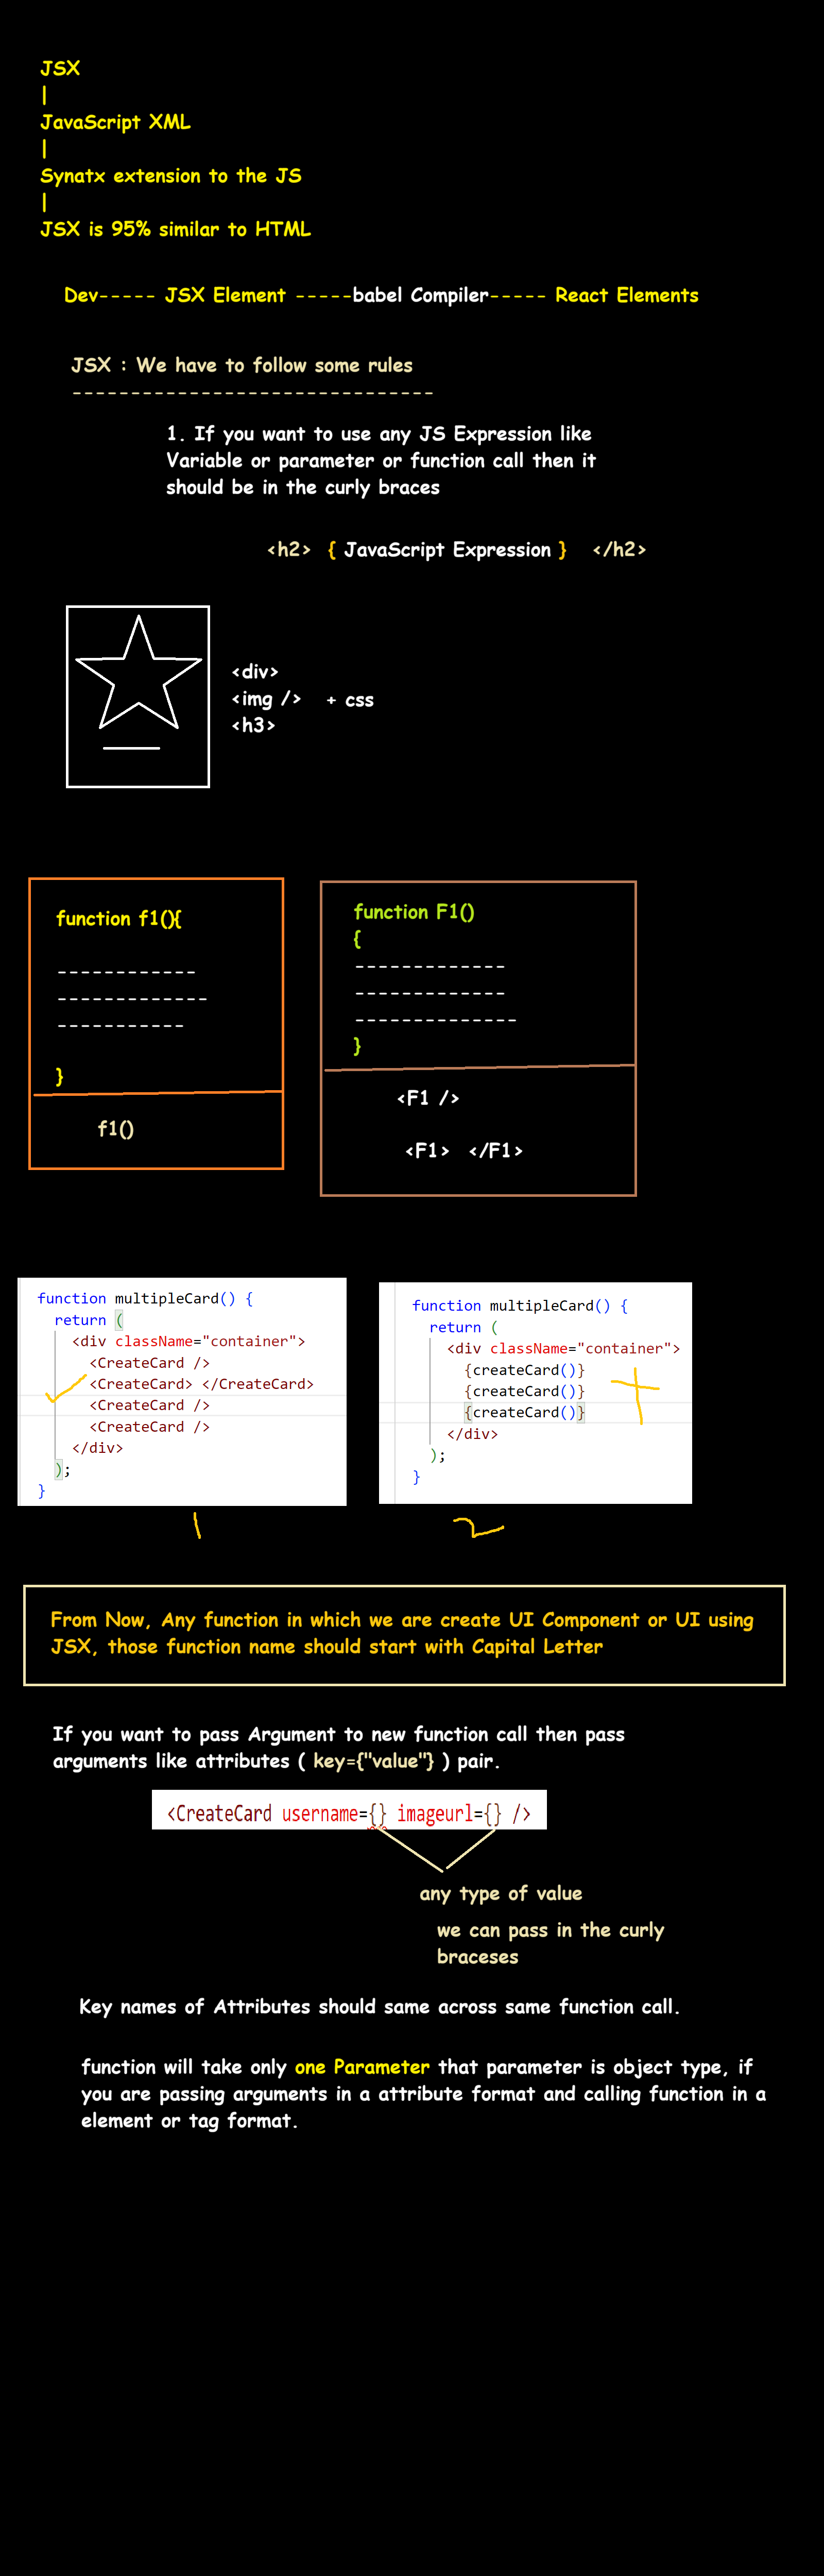 JSX
|
JavaScript XML
|
Synatx extension to the JS
|
JSX is 95% similar to HTML
Dev----- JSX Element -----babel Compiler----- React Elements
JSX : We have to follow some rules
-------------------------------
1. If you want to use any JS Expression like
Variable or parameter or function call then it
should be in the curly braces
<h2> { JavaScript Expression } </h2>
<div>
<img /> + css
<h3>
function f1(){
------------
-------------
-----------
}
f1()
function F1()
{
-------------
-------------
--------------
}
<F1 />
<F1> </F1>
function multipleCard() {
return (
<div className="container">
<CreateCard />
<CreateCard> </CreateCard>
<CreateCard />
<CreateCard />
</div>
);
}
1
function multipleCard() {
return (
<div className="container">
{createCard()}
{createCard()}
{createCard()}
</div>
);
}
2
From Now, Any function in which we are create UI Component or UI using
JSX, those function name should start with Capital Letter
If you want to pass Argument to new function call then pass
arguments like attributes ( key={"value"} ) pair.
<CreateCard username={} imageurl={} />
any type of value
we can pass in the curly
braceses
Key names of Attributes should same across same function call.
function will take only one Parameter that parameter is object type, if
you are passing arguments in a attribute format and calling function in a
element or tag format.